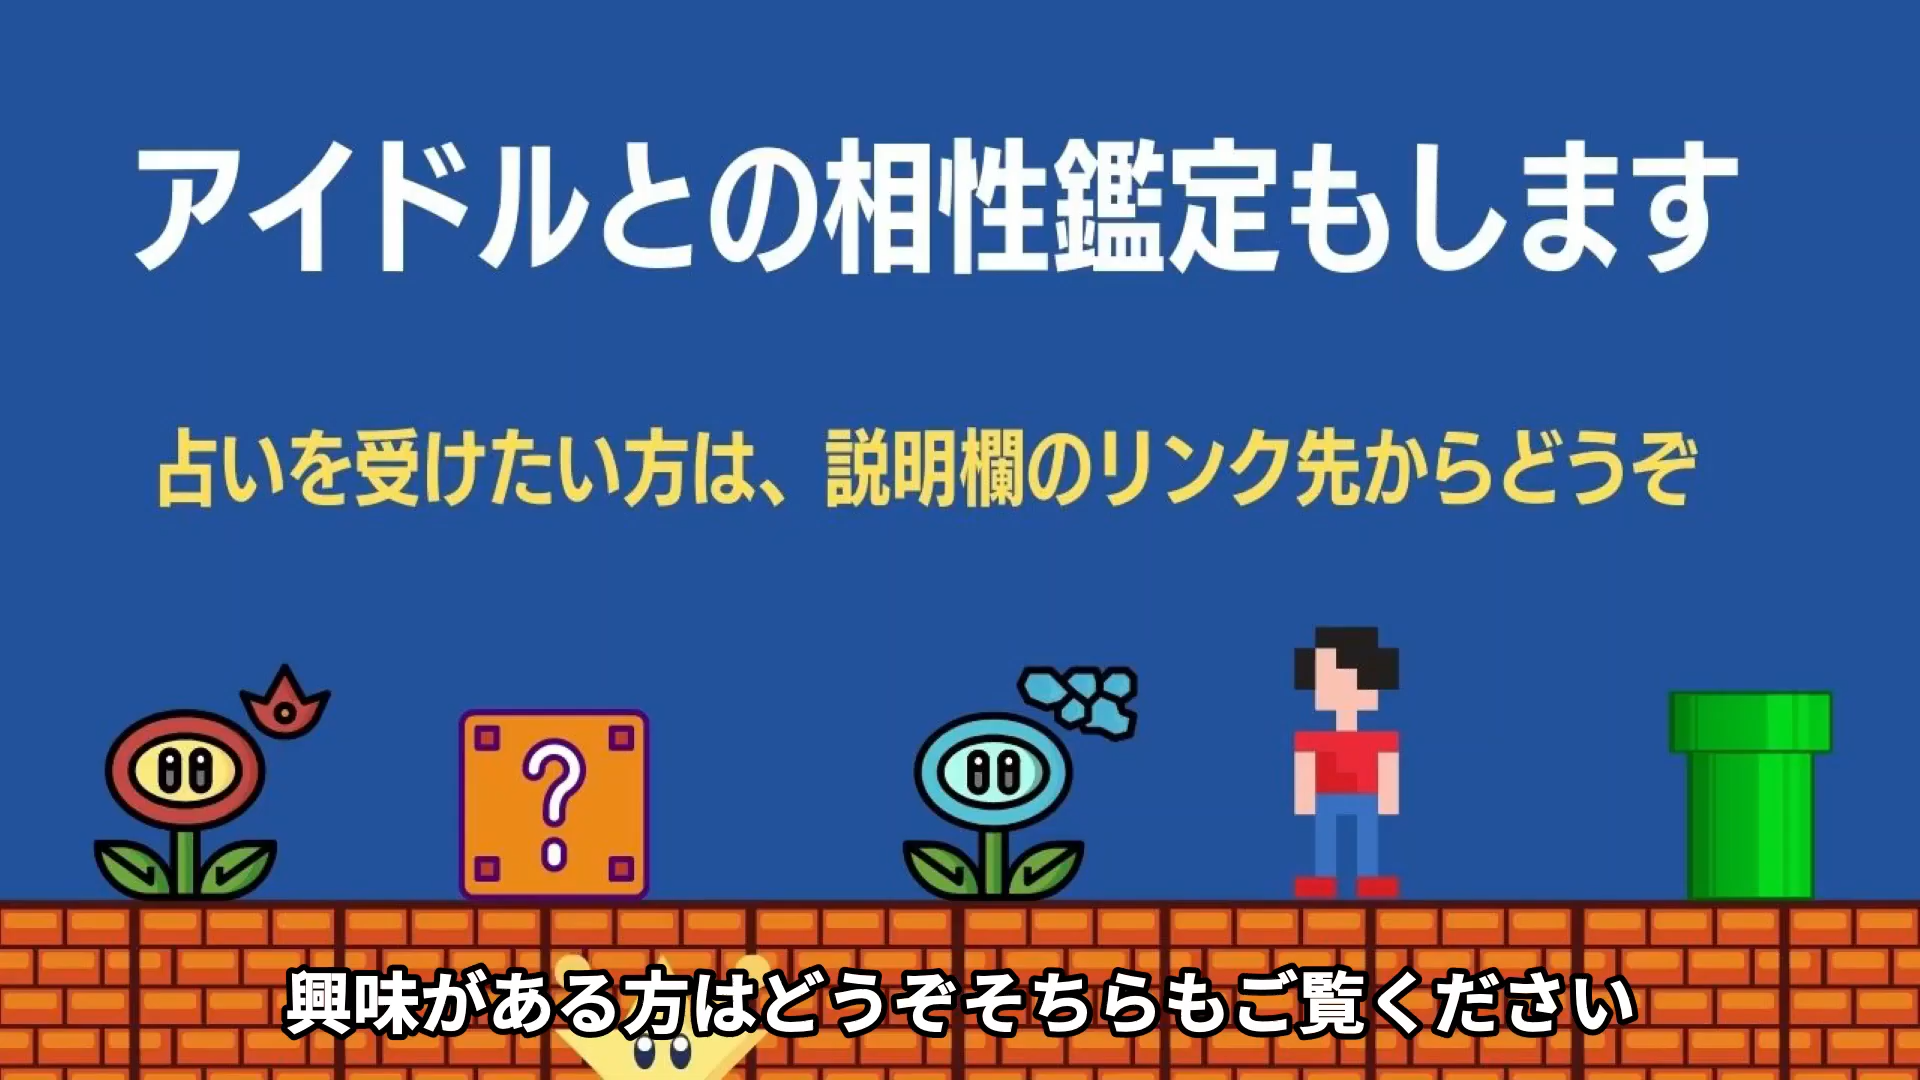 アイドルとの相性鑑定もします
占いを受けたい方は、説明欄のリンク先からどうぞ
?
興味がある方はどうぞそちらもご覧ください